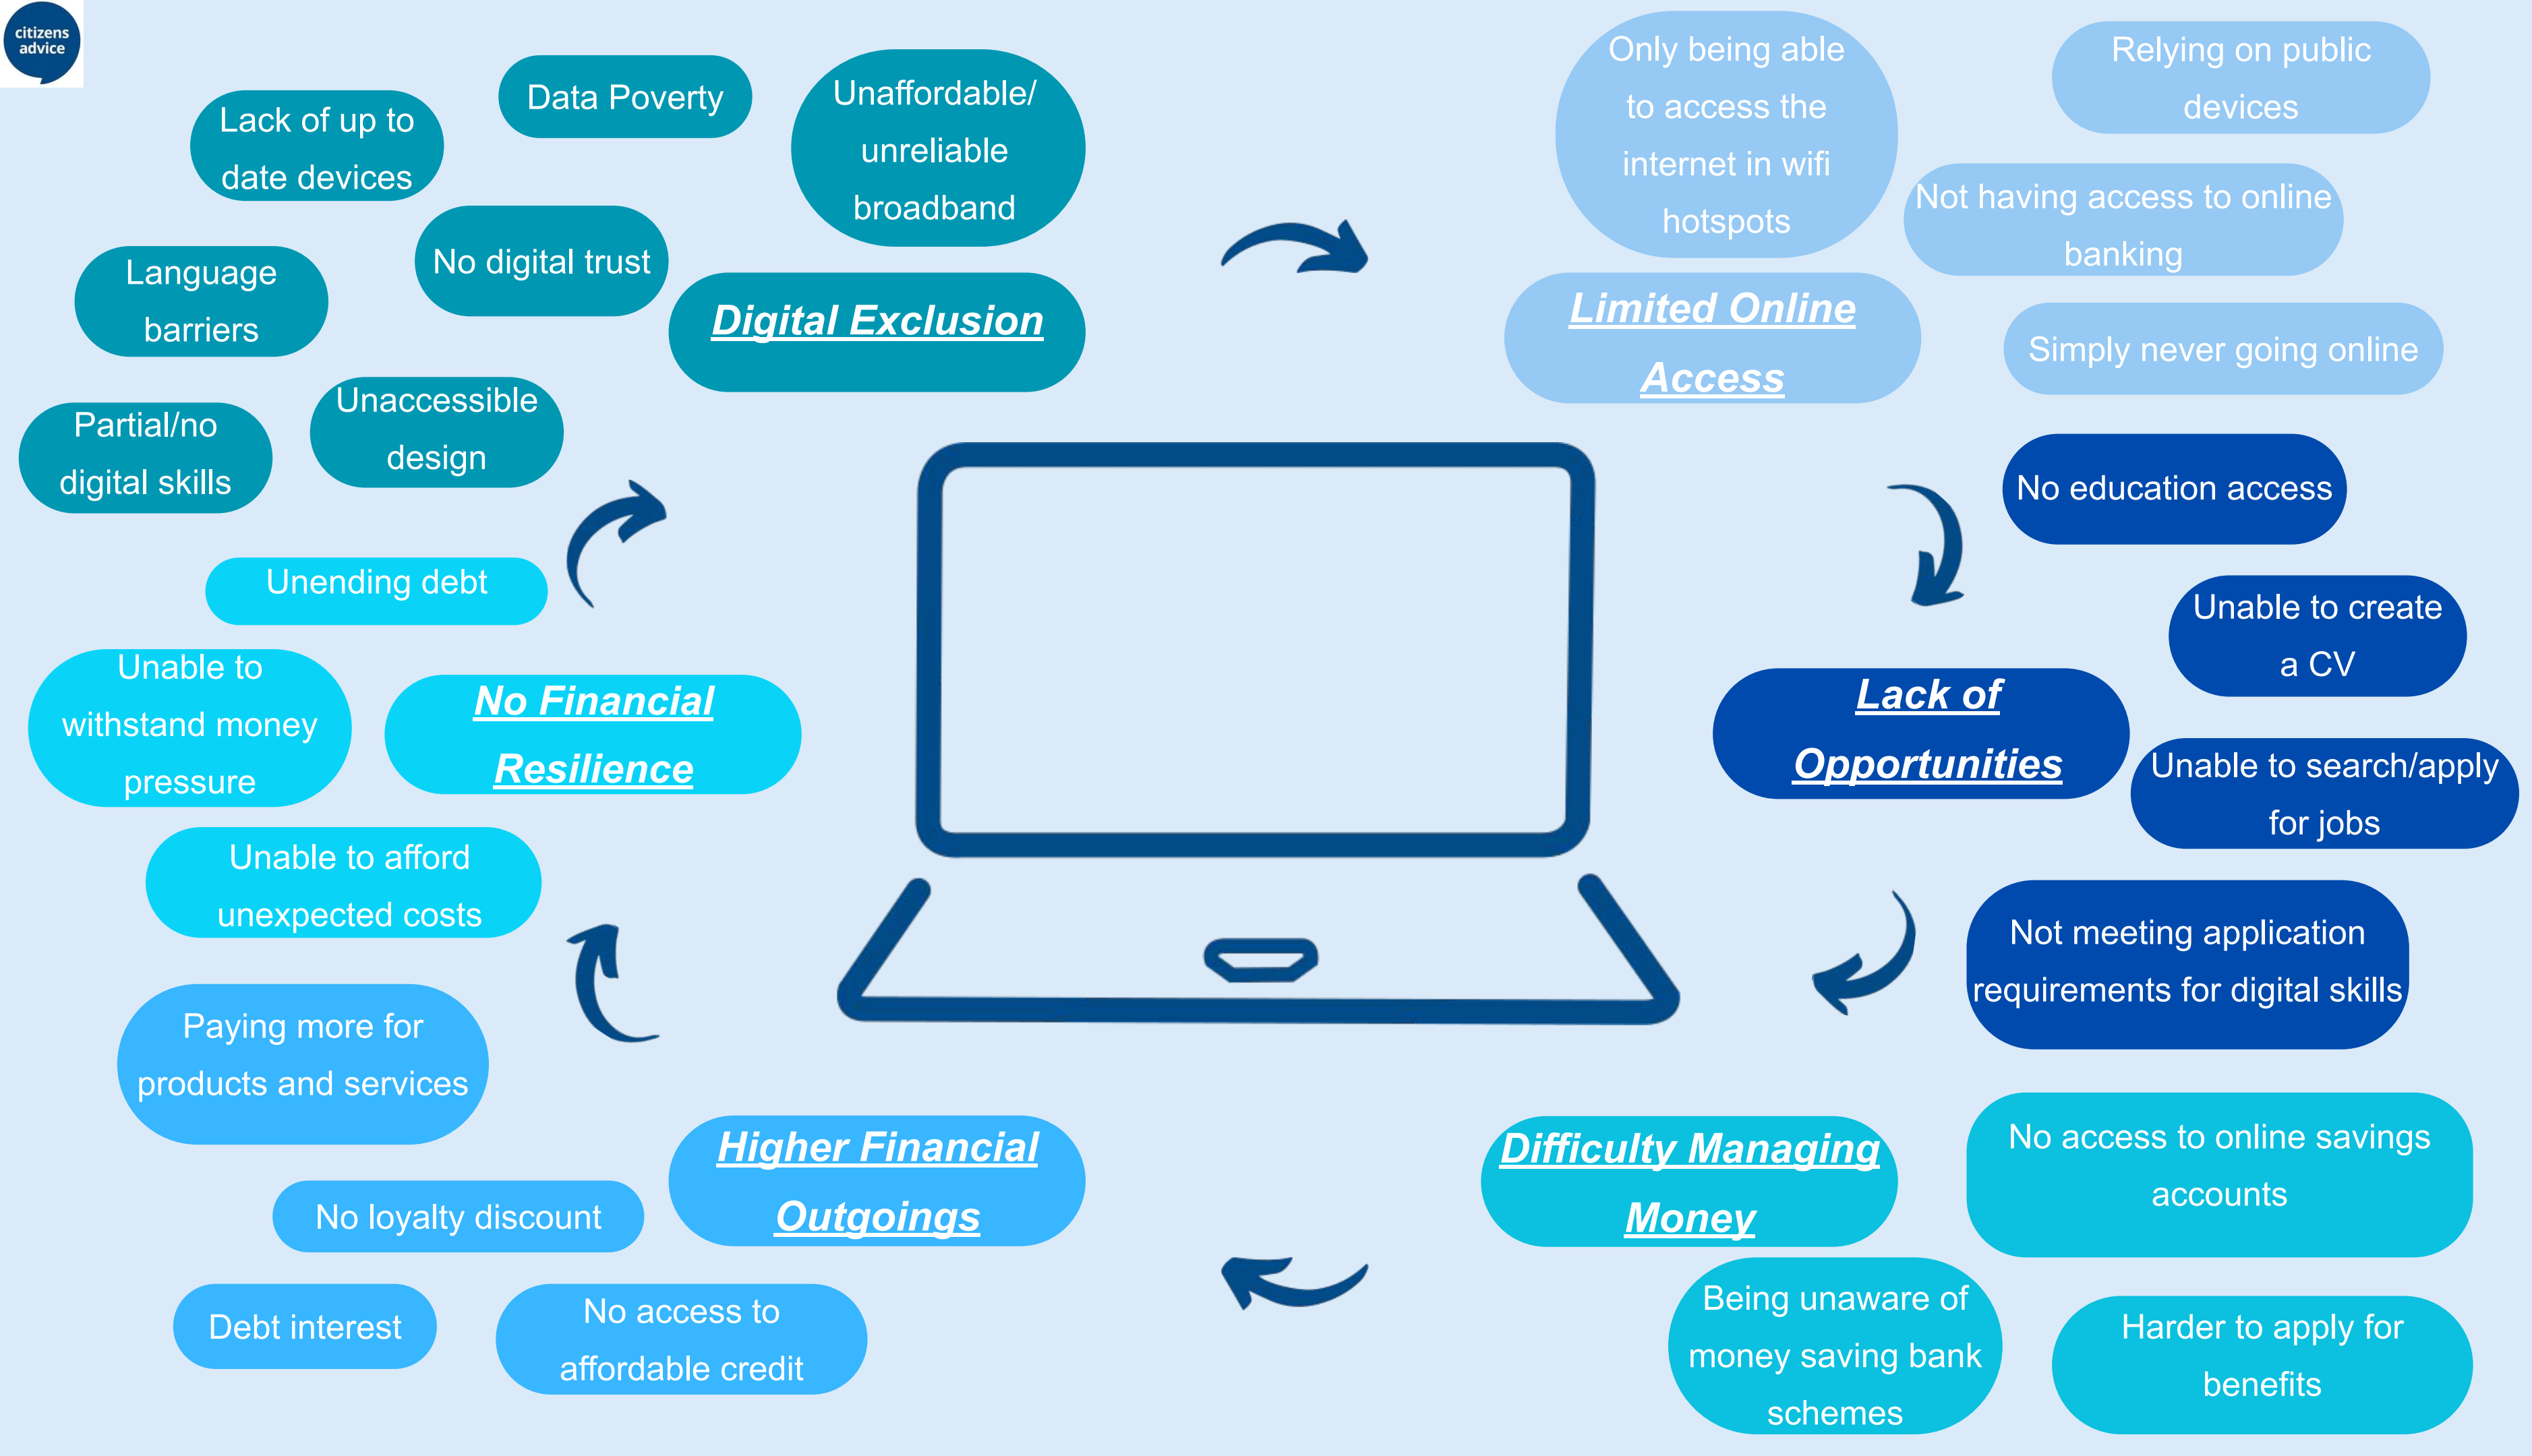 citizens
advice
Lack of up to
date devices
Data Poverty
Unaffordable/
unreliable
broadband
Language
barriers
No digital trust
Digital Exclusion
Partial/no
digital skills
Unaccessible
design
Only being able
to access the
internet in wifi
hotspots
Relying on public
devices
Not having access to online
banking
Limited Online
Access
Simply never going online
No education access
Unable to create
a CV
Lack of
Opportunities
Unable to search/apply
for jobs
Not meeting application
requirements for digital skills
Difficulty Managing
Money
No access to online savings
accounts
Being unaware of
money saving bank
schemes
Harder to apply for
benefits
Higher Financial
Outgoings
Paying more for
products and services
No loyalty discount
Debt interest
No access to
affordable credit
Unending debt
Unable to
withstand money
pressure
No Financial
Resilience
Unable to afford
unexpected costs